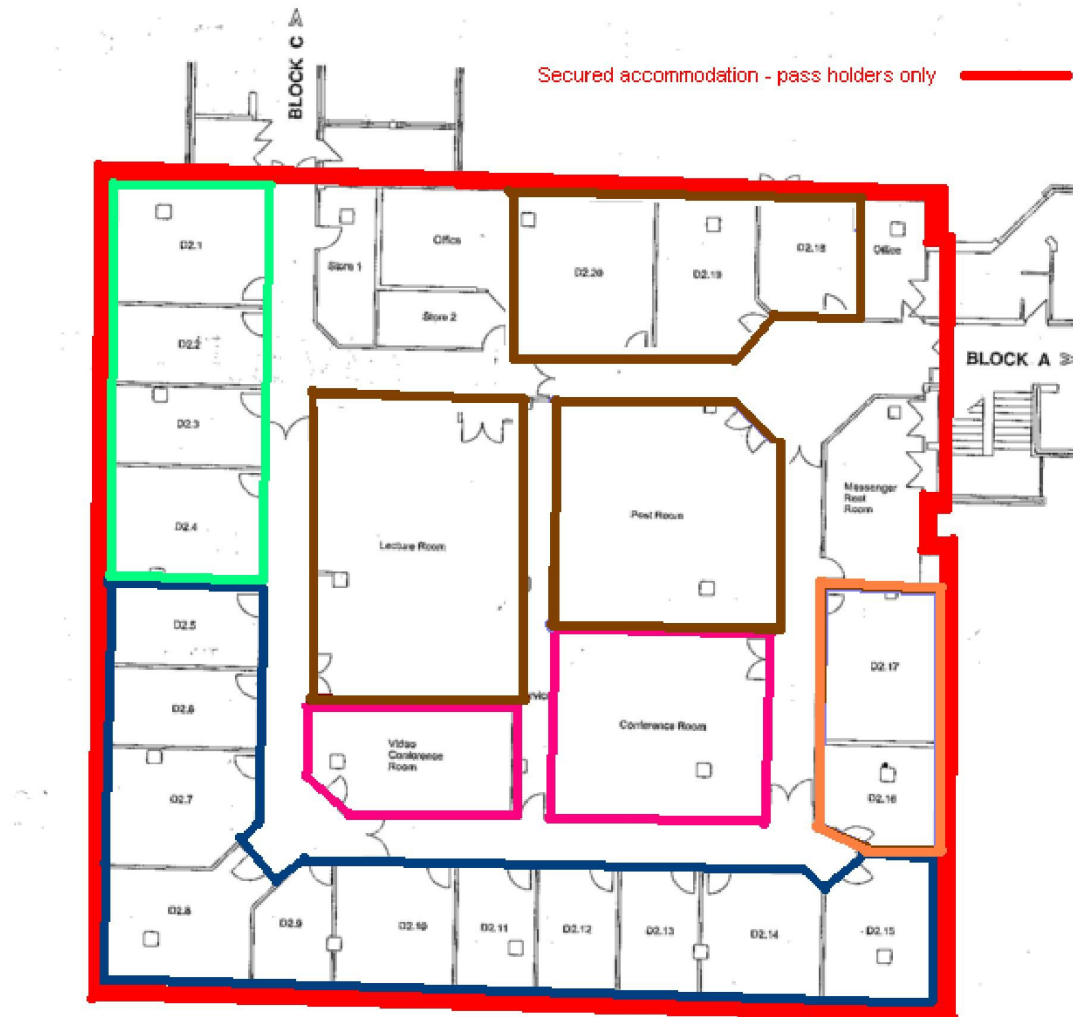 BLOCK C
Secured accommodation - pass holders only
D2.1
Store 1
Office
Store 2
D2.20
D2.19
D2.18
Office
D2.2
BLOCK A
D2.3
D2.4
Lecture Room
Post Room
Messenger
Rest
Room
D2.5
D2.6
D2.7
Video
Conference
Room
Conference Room
D2.17
D2.16
D2.8
D2.9
D2.10
D2.11
D2.12
D2.13
D2.14
D2.15